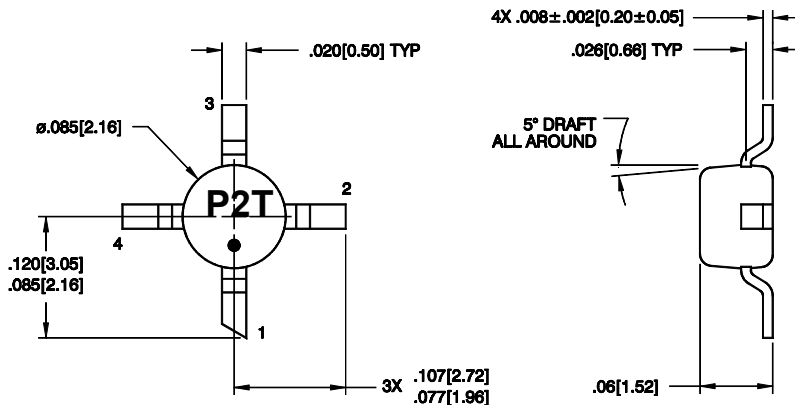 4X .008±.002[0.20±0.05]
.020[0.50] TYP
.026[0.66] TYP
3
ø.085[2.16]
5° DRAFT
ALL AROUND
P2T
2
4
.120[3.05]
.085[2.16]
1
3X .107[2.72]
.077[1.96]
.06[1.52]